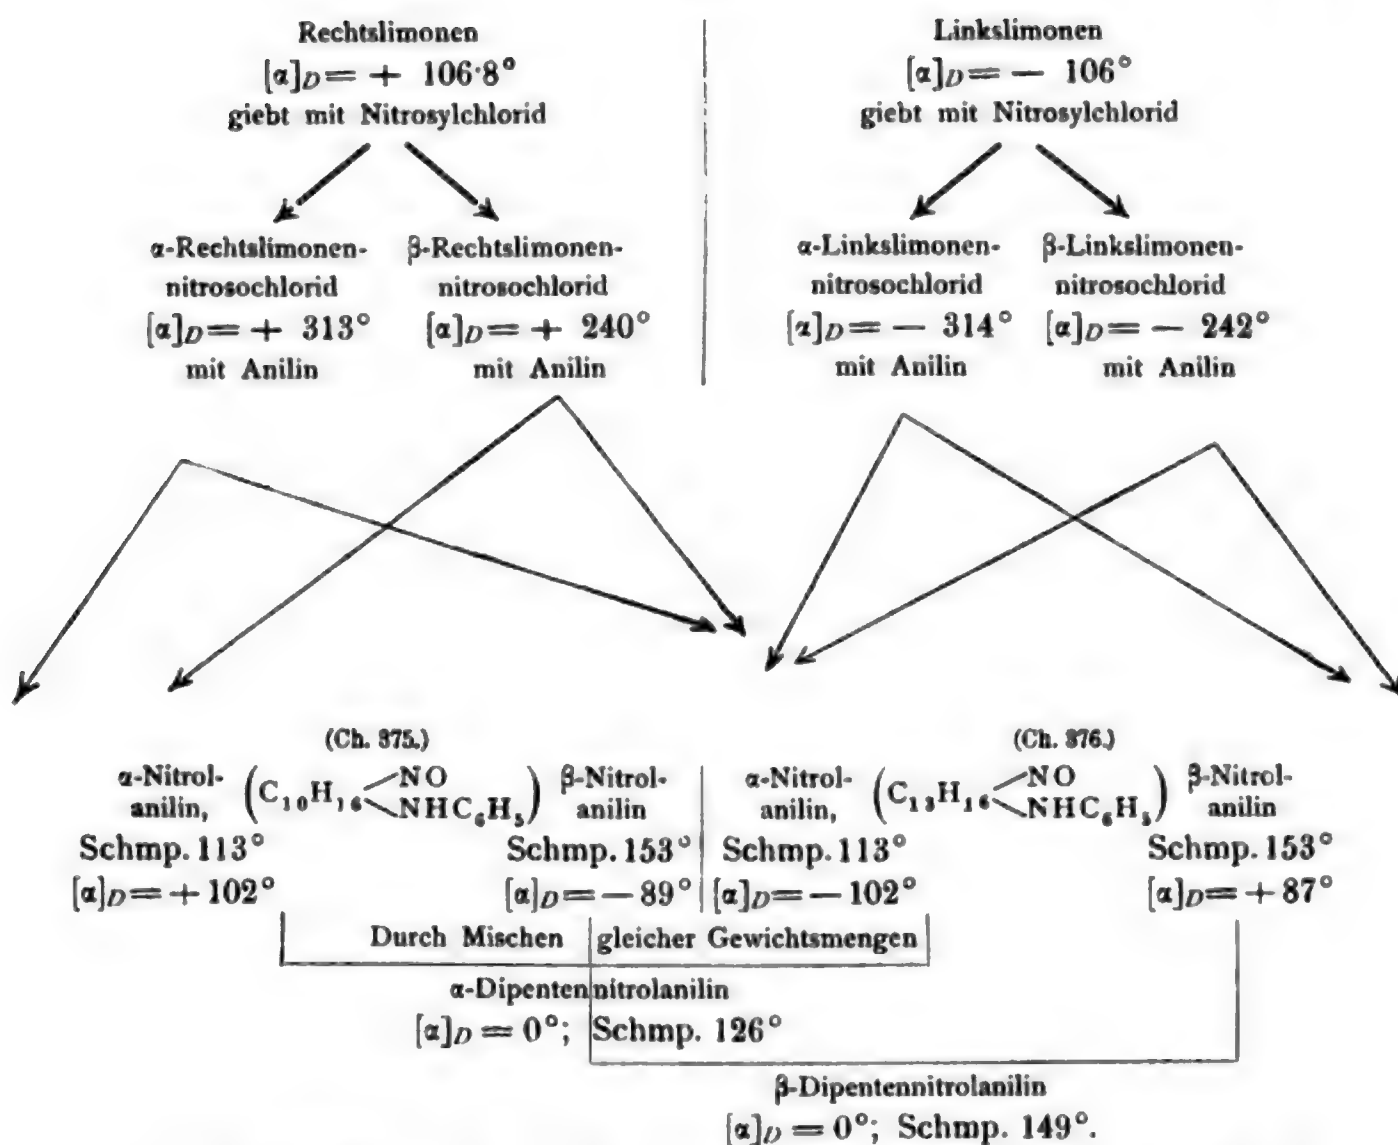 Rechtslimonen
[α]D = + 106·8°
giebt mit Nitrosylchlorid
Linkslimonen
[α]D = — 106°
giebt mit Nitrosylchlorid
α-Rechtslimonen-
nitrosochlorid
[α]D = + 313°
mit Anilin
β-Rechtslimonen-
nitrosochlorid
[α]D = + 240°
mit Anilin
α-Linkslimonen-
nitrosochlorid
[α]D = — 314°
mit Anilin
β-Linkslimonen-
nitrosochlorid
[α]D = — 242°
mit Anilin
(Ch. 375.)
α-Nitrol-
anilin,
(C10H16
NO
NHC6H5)
β-Nitrol-
anilin
Schmp. 113°
[α]D = + 102°
Schmp. 153°
[α]D = — 89°
(Ch. 376.)
α-Nitrol-
anilin
(C13H16
NO
NHC6H5)
β-Nitrol-
anilin
Schmp. 113°
[α]D = — 102°
Schmp. 153°
[α]D = + 87°
Durch Mischen gleicher Gewichtsmengen
α-Dipentennitrolanilin
[α]D = 0°; Schmp. 126°
β-Dipentennitrolanilin
[α]D = 0°; Schmp. 149°.